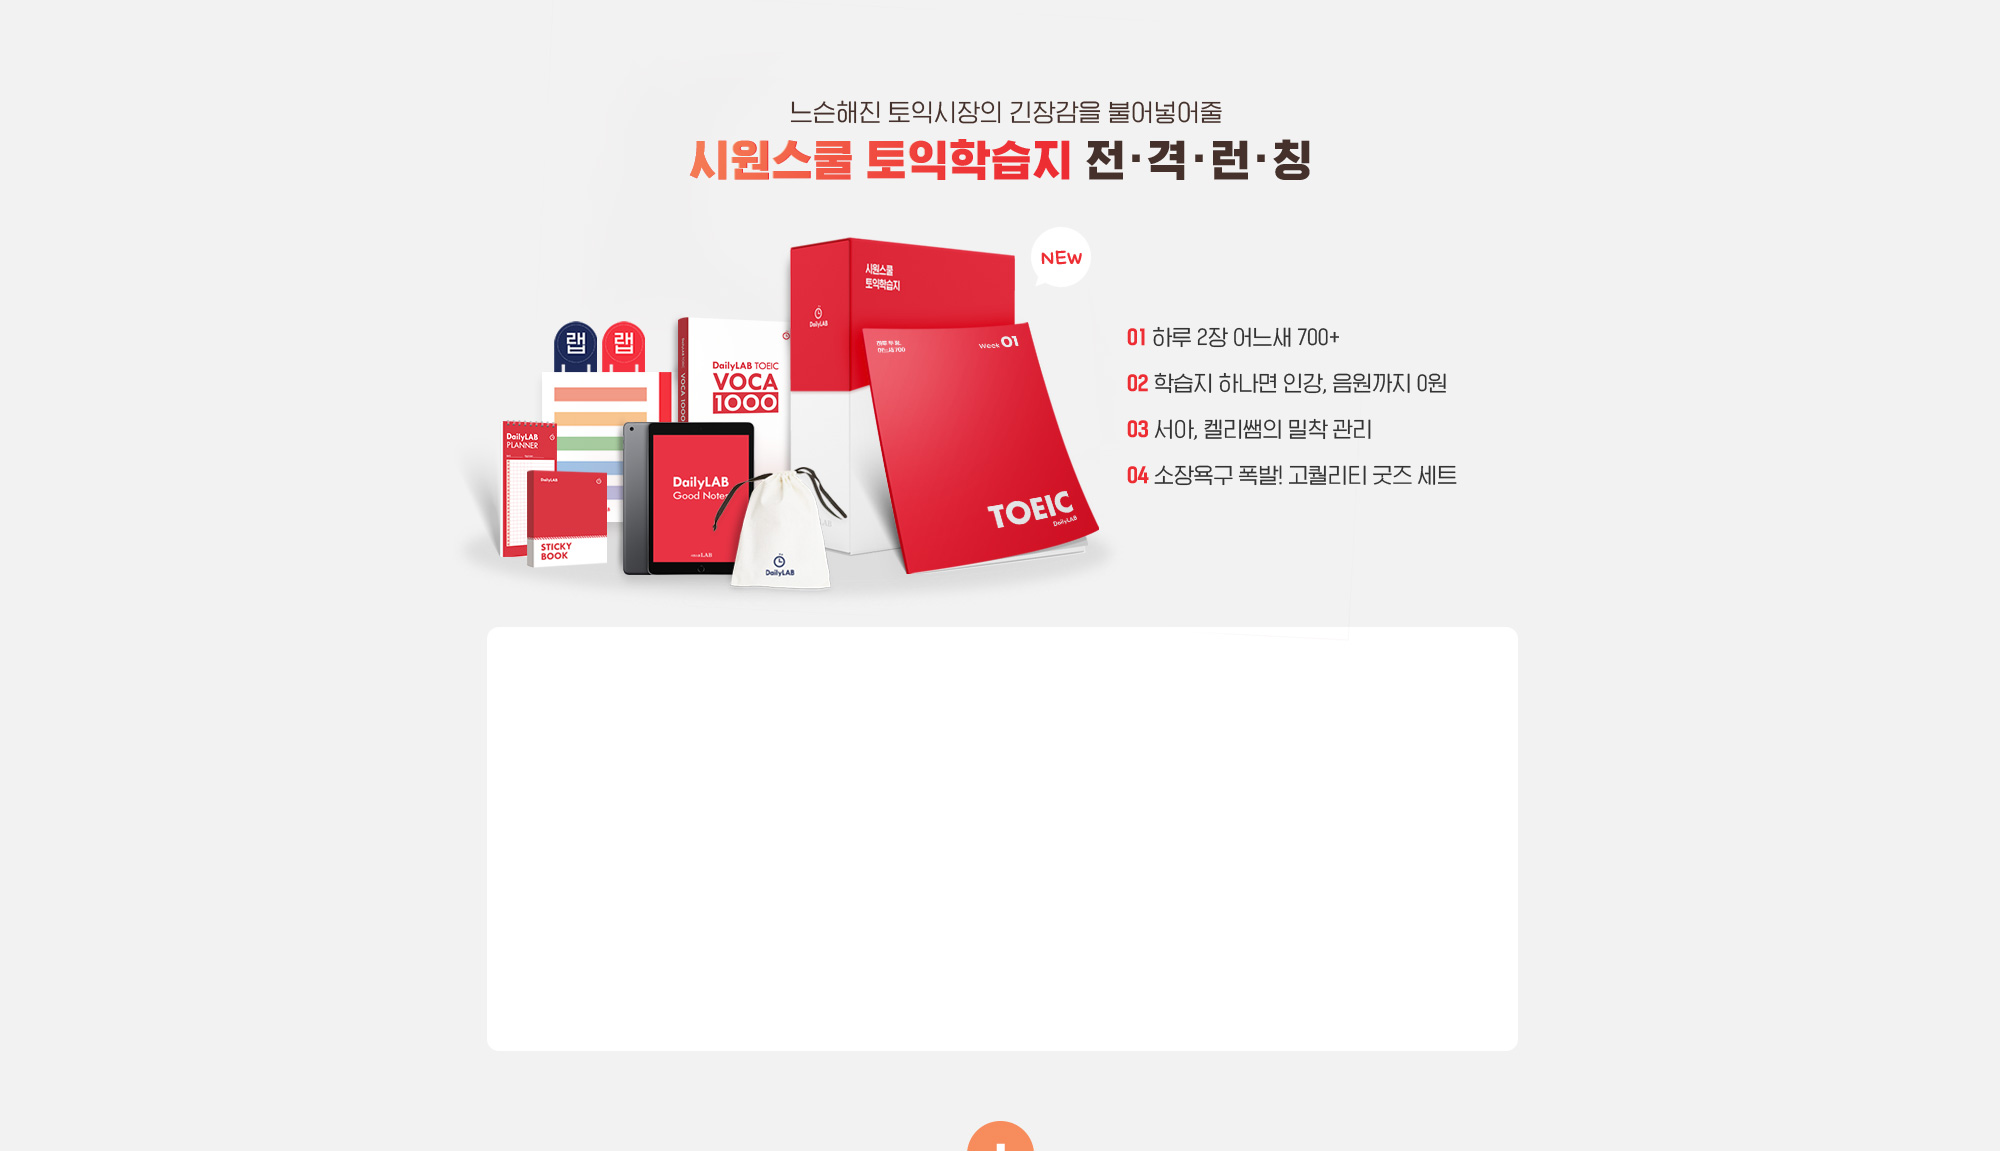 느슨해진 토익시장의 긴장감을 불어넣어줄
시원스쿨 토익학습지 전·격·런·칭
NEW
시원스쿨
토익학습지
DailyLAB
Week 01
TOEIC
DailyLAB
랩
랩
DailyLAB TOEIC
VOCA
1000
VOCA 1000
DailyLAB
PLANNER
DailyLAB
STICKY
BOOK
DailyLAB
Good Notes
DailyLAB
01 하루 2장 어느새 700+
02 학습지 하나면 인강, 음원까지 0원
03 서아, 켈리쌤의 밀착 관리
04 소장욕구 폭발! 고퀄리티 굿즈 세트